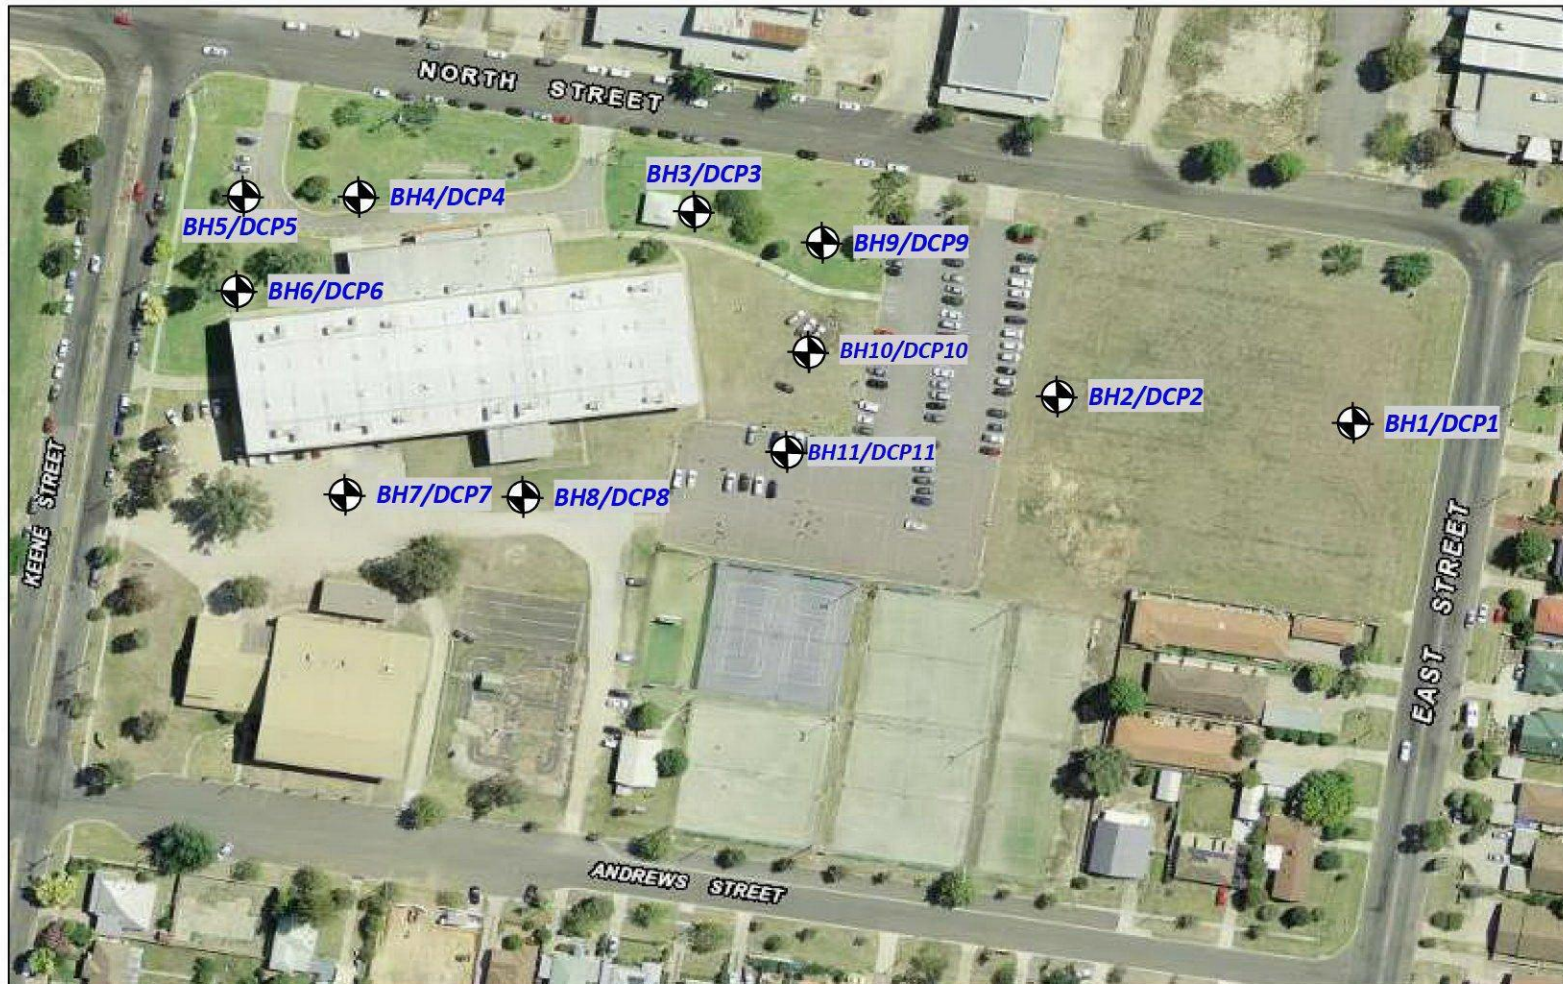 NORTH STREET
BH3/DCP3
BH4/DCP4
BH5/DCP5
BH9/DCP9
BH6/DCP6
BH10/DCP10
BH2/DCP2
BH1/DCP1
BH11/DCP11
BH7/DCP7
BH8/DCP8
KEENE STREET
EAST STREET
ANDREWS STREET